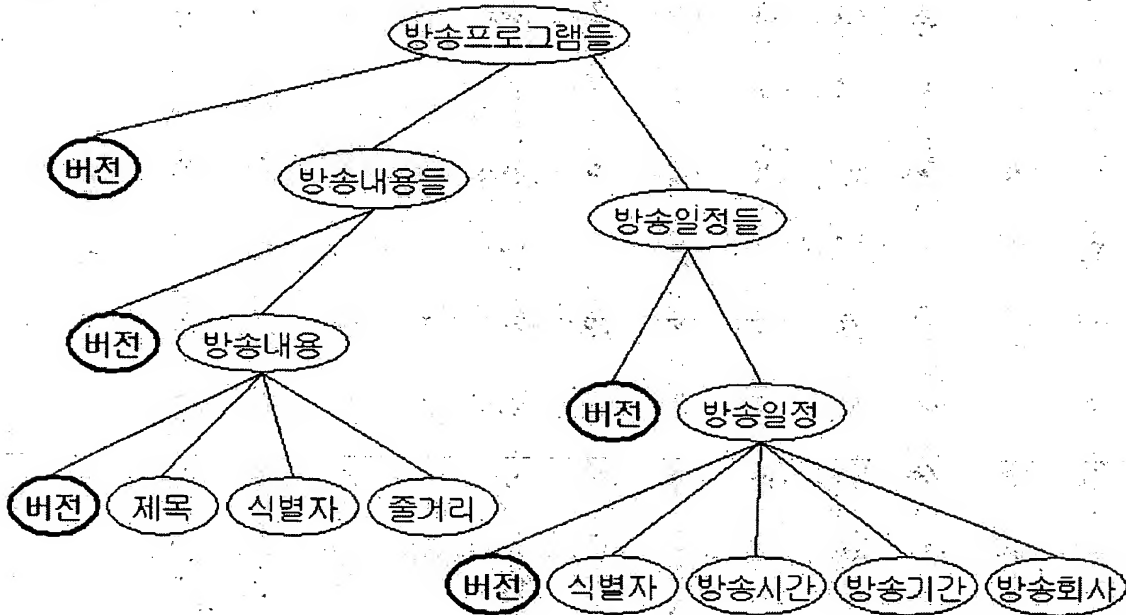 방송프로그램들
버전
방송내용들
방송일정들
버전
방송내용
버전
방송일정
버전
제목
식별자
줄거리
버전
식별자
방송시간
방송기간
방송회사